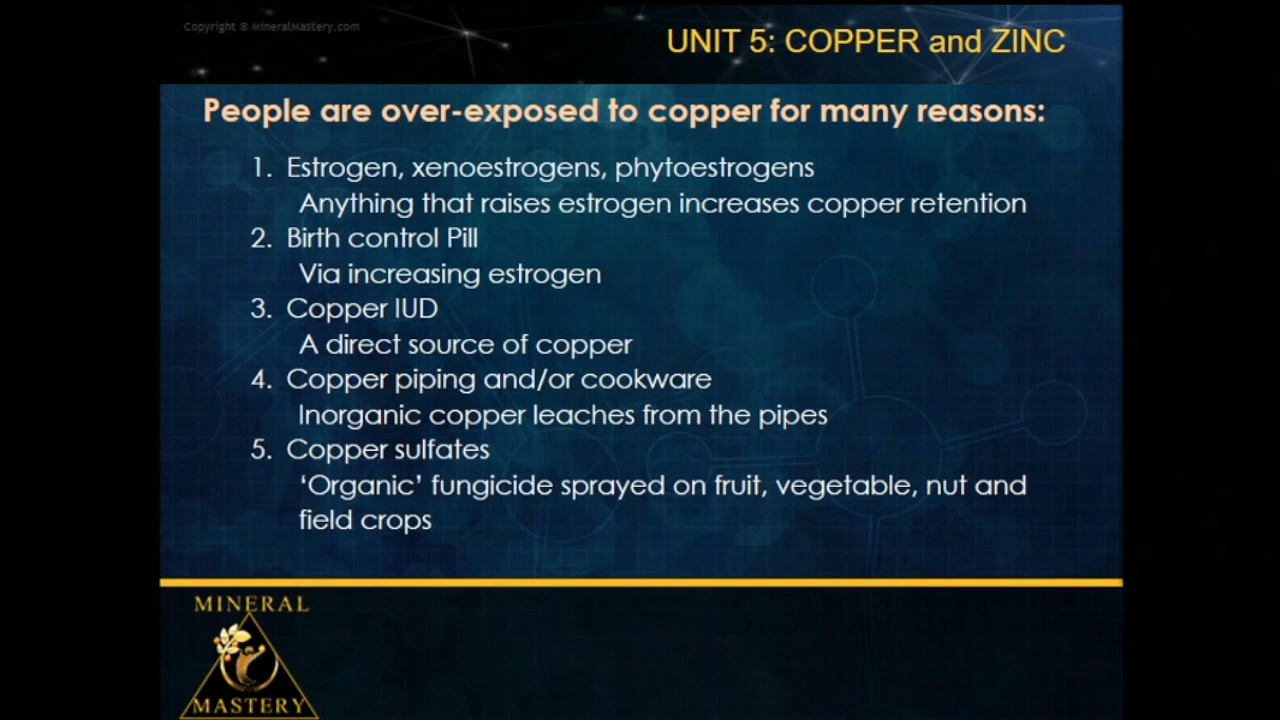 Copyright ® MineralMastery.com
UNIT 5: COPPER and ZINC
People are over-exposed to copper for many reasons:
1. Estrogen, xenoestrogens, phytoestrogens
Anything that raises estrogen increases copper retention
2. Birth control Pill
Via increasing estrogen
3. Copper IUD
A direct source of copper
4. Copper piping and/or cookware
Inorganic copper leaches from the pipes
5. Copper sulfates
‘Organic’ fungicide sprayed on fruit, vegetable, nut and
field crops
MINERAL
MASTERY